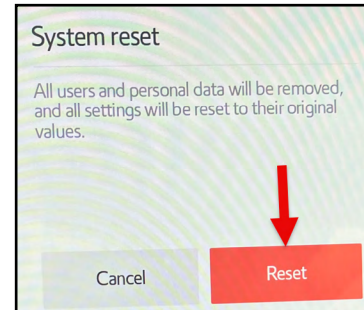 System reset
All users and personal data will be removed,
and all settings will be reset to their original
values.
Cancel
Reset